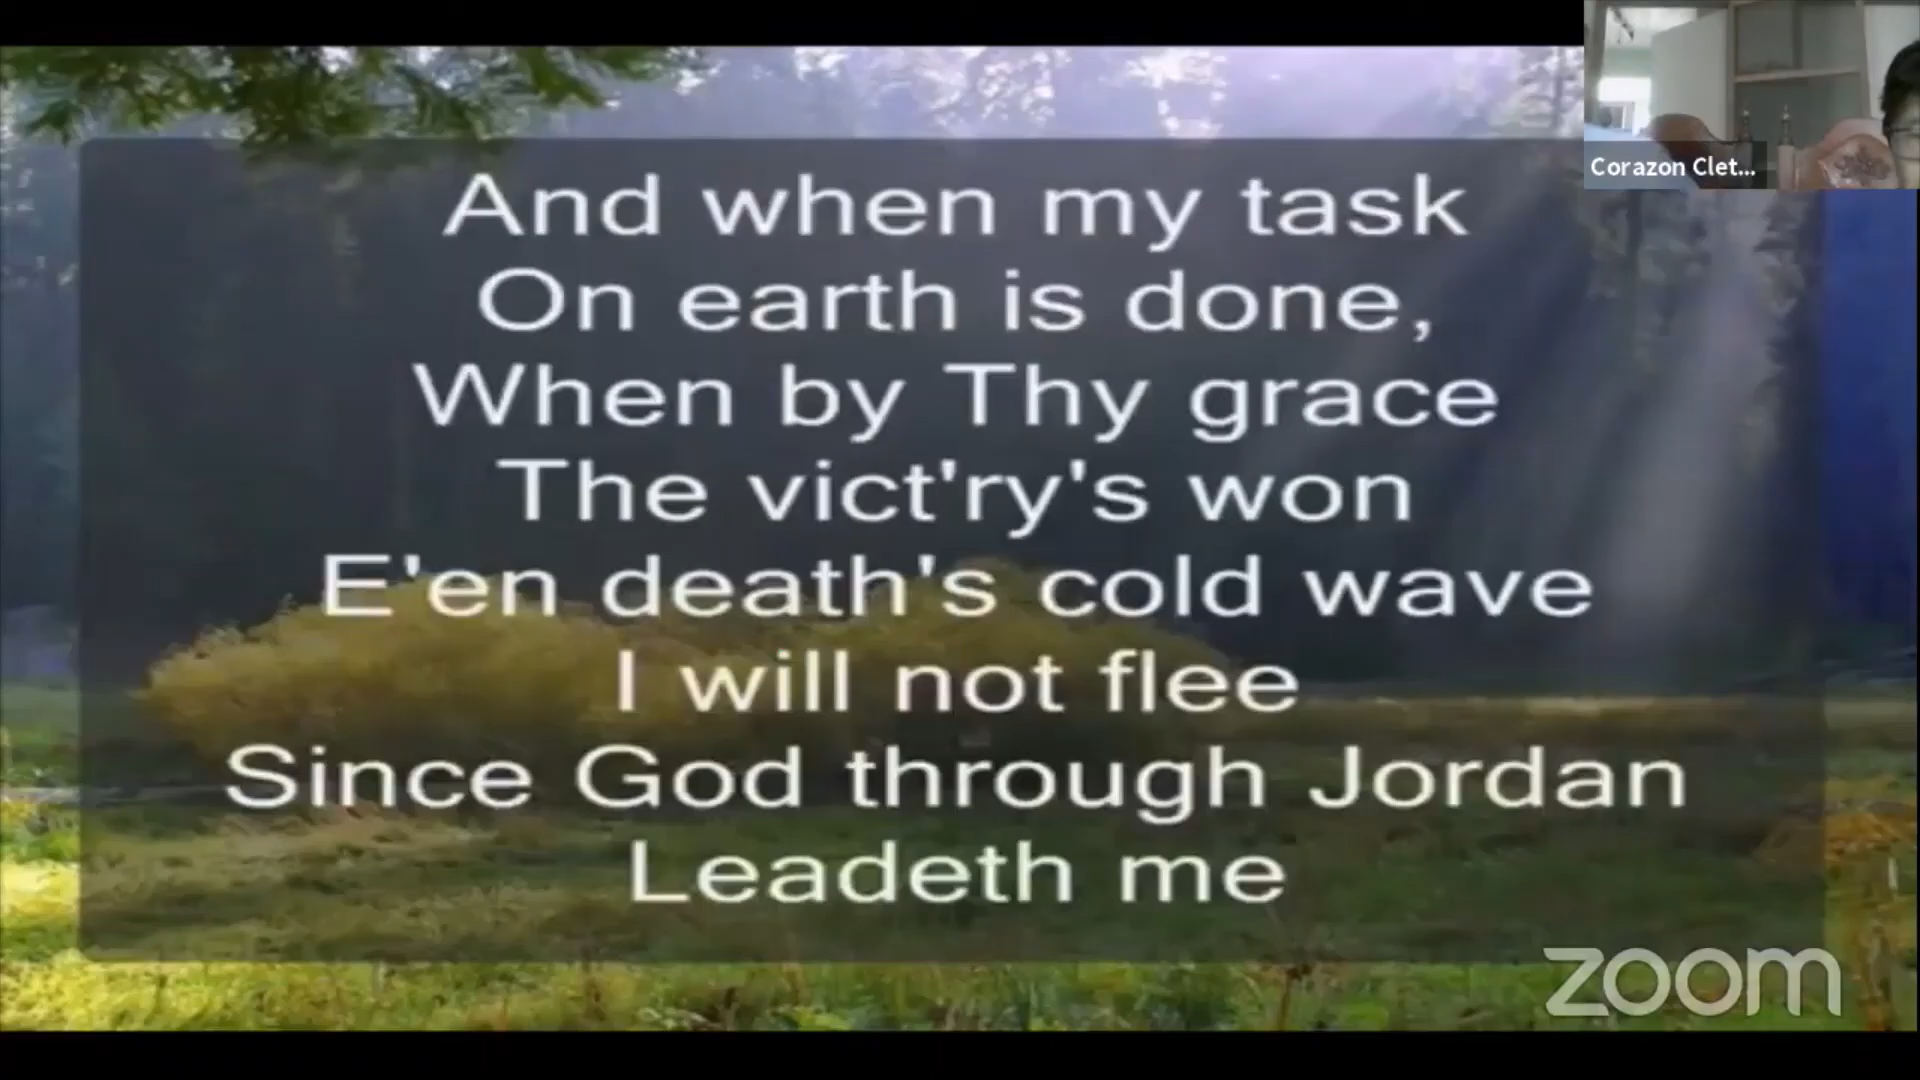 And when my task
On earth is done,
When by Thy grace
The vict'ry's won
E'en death's cold wave
I will not flee
Since God through Jordan
Leadeth me
Corazon Clet...
zoom